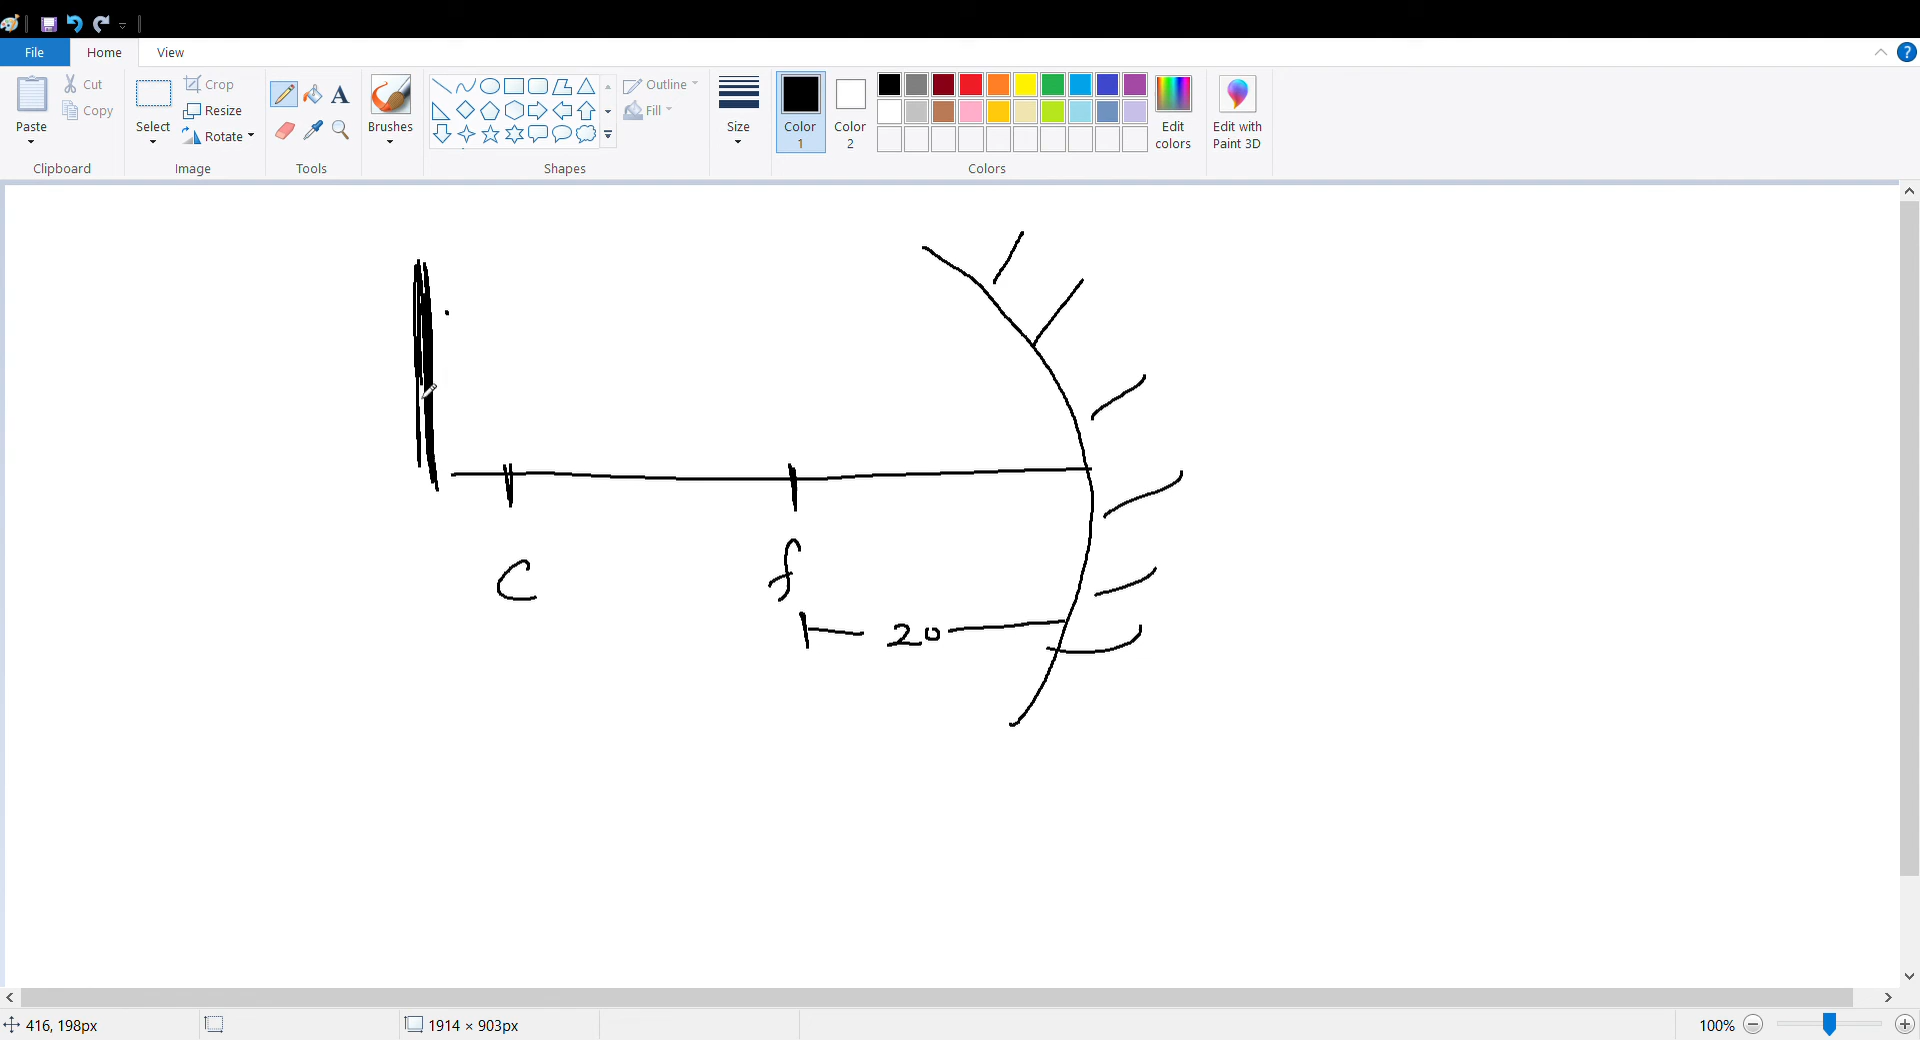 File Home View
Paste Cut Copy Select Crop Resize Rotate Brushes Outline Fill Size Color 1 Color 2 Edit colors Edit with Paint 3D
Clipboard Image Tools Shapes Colors
C f
20
416, 198px 1914 × 903px 100%